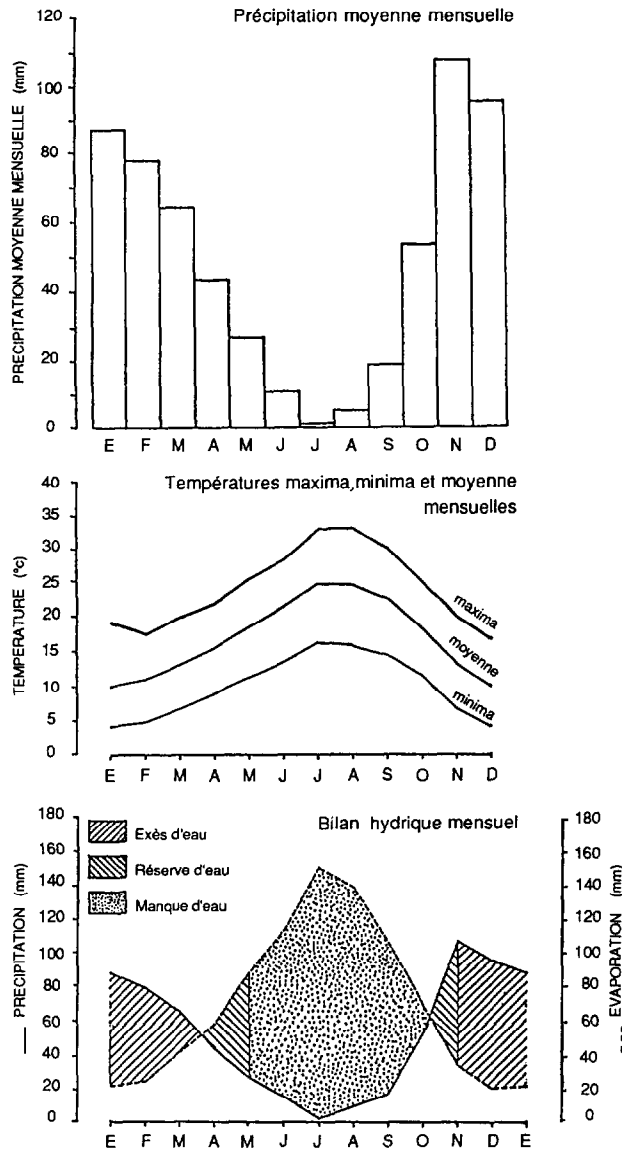 Précipitation moyenne mensuelle
PRECIPITATION MOYENNE MENSUELLE (mm)
120
100
80
60
40
20
0
E F M A M J J A S O N D
Températures maxima, minima et moyenne
mensuelles
TEMPERATURE (°c)
40
35
30
25
20
15
10
5
0
maxima
moyenne
minima
E F M A M J J A S O N D
Bilan hydrique mensuel
Exès d'eau
Réserve d'eau
Manque d'eau
PRECIPITATION (mm)
180
160
140
120
100
80
60
40
20
0
EVAPORATION (mm)
180
160
140
120
100
80
60
40
20
0
E F M A M J J A S O N D E